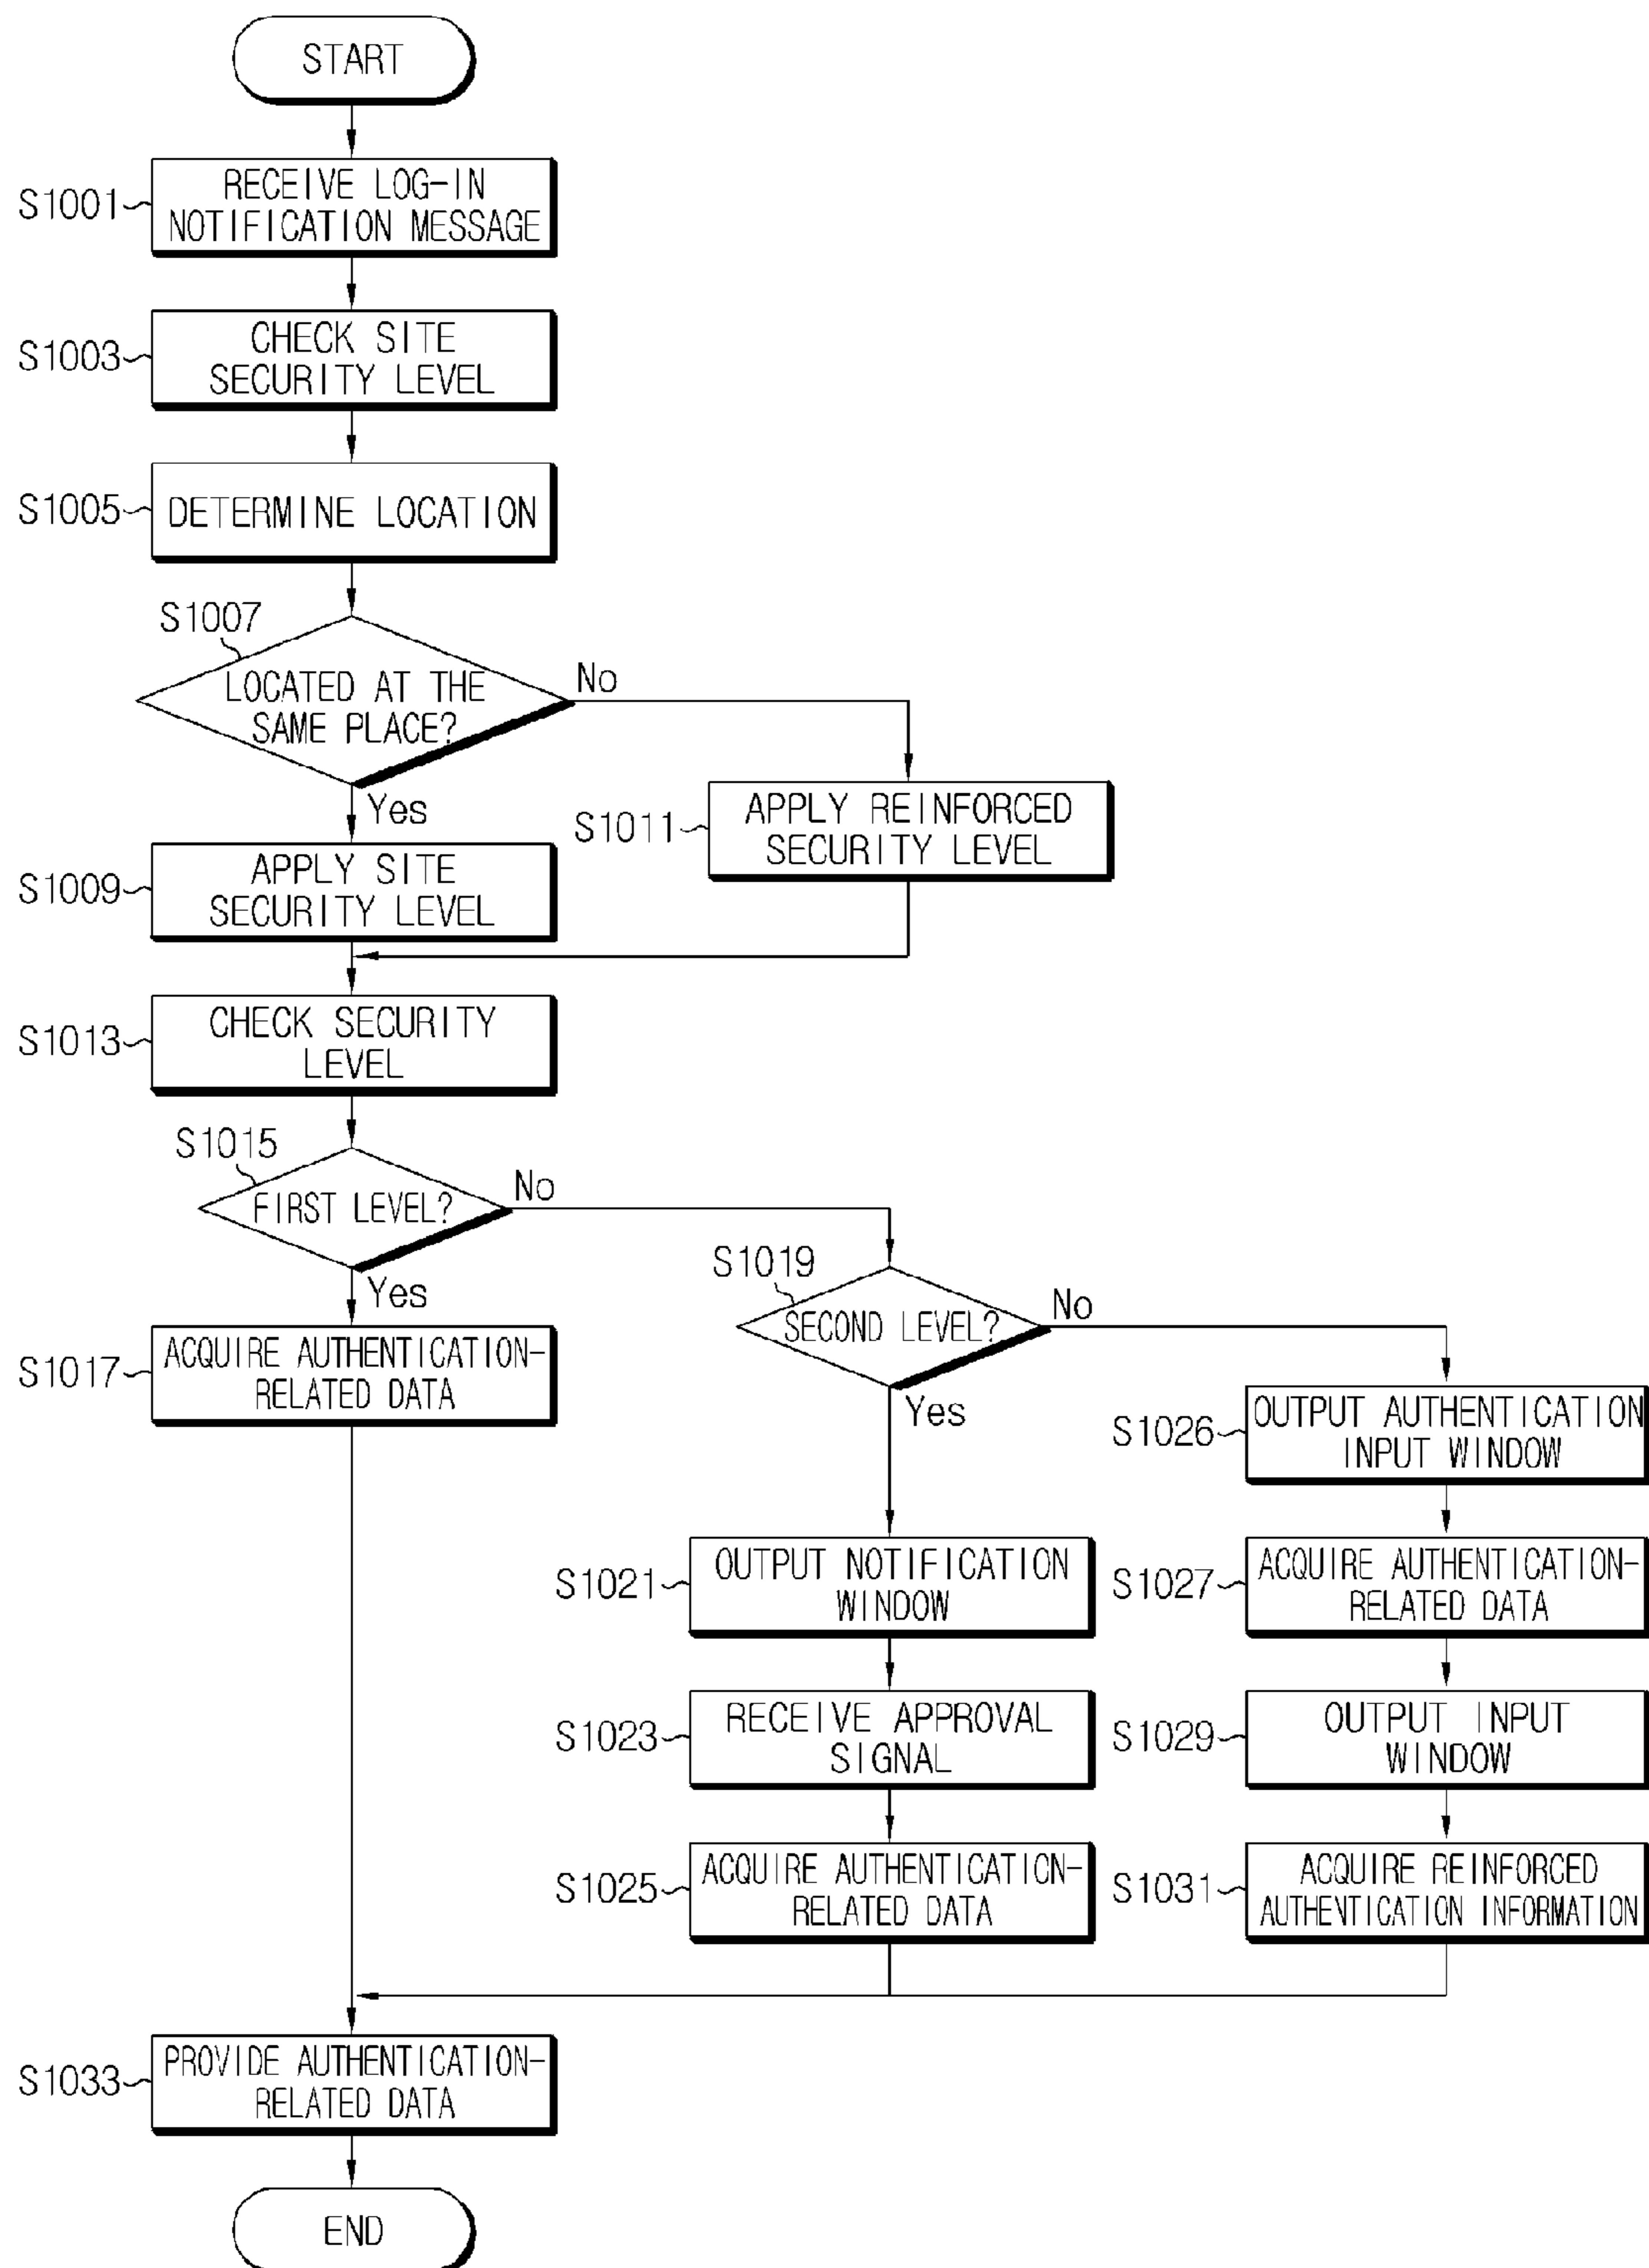 START
S1001
RECEIVE LOG-IN
NOTIFICATION MESSAGE
S1003
CHECK SITE
SECURITY LEVEL
S1005
DETERMINE LOCATION
S1007
LOCATED AT THE
SAME PLACE?
No
Yes
S1011
APPLY REINFORCED
SECURITY LEVEL
S1009
APPLY SITE
SECURITY LEVEL
S1013
CHECK SECURITY
LEVEL
S1015
FIRST LEVEL?
No
Yes
S1017
ACQUIRE AUTHENTICATION-
RELATED DATA
S1019
SECOND LEVEL?
No
Yes
S1021
OUTPUT NOTIFICATION
WINDOW
S1023
RECEIVE APPROVAL
SIGNAL
S1025
ACQUIRE AUTHENTICATION-
RELATED DATA
S1026
OUTPUT AUTHENTICATION
INPUT WINDOW
S1027
ACQUIRE AUTHENTICATION-
RELATED DATA
S1029
OUTPUT INPUT
WINDOW
S1031
ACQUIRE REINFORCED
AUTHENTICATION INFORMATION
S1033
PROVIDE AUTHENTICATION-
RELATED DATA
END